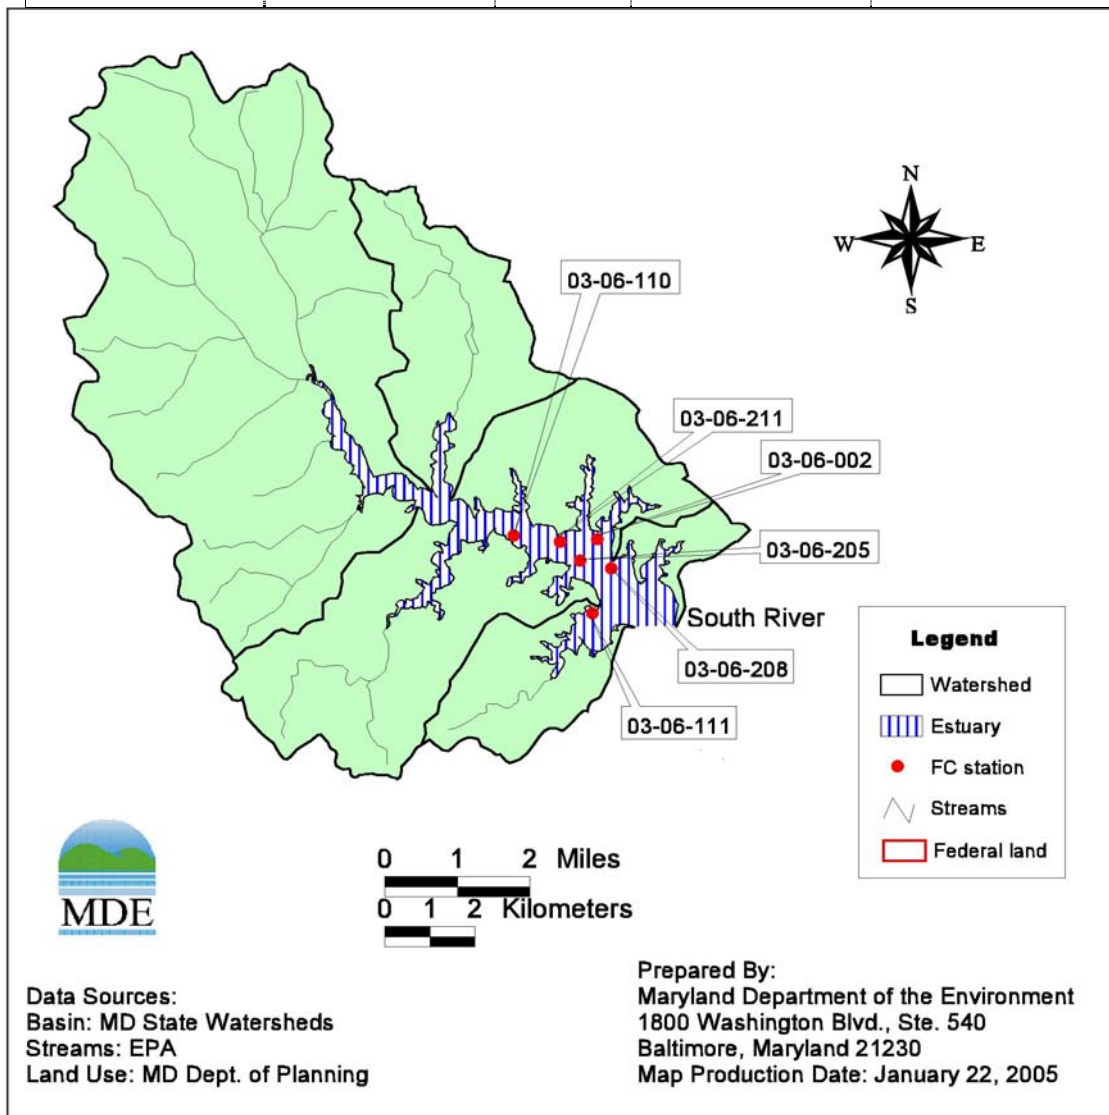 N
W
E
S
03-06-110
03-06-211
03-06-002
03-06-205
South River
03-06-208
03-06-111
Legend
Watershed
Estuary
FC station
Streams
Federal land
MDE
0 1 2 Miles
0 1 2 Kilometers
Data Sources:
Basin: MD State Watersheds
Streams: EPA
Land Use: MD Dept. of Planning
Prepared By:
Maryland Department of the Environment
1800 Washington Blvd., Ste. 540
Baltimore, Maryland 21230
Map Production Date: January 22, 2005